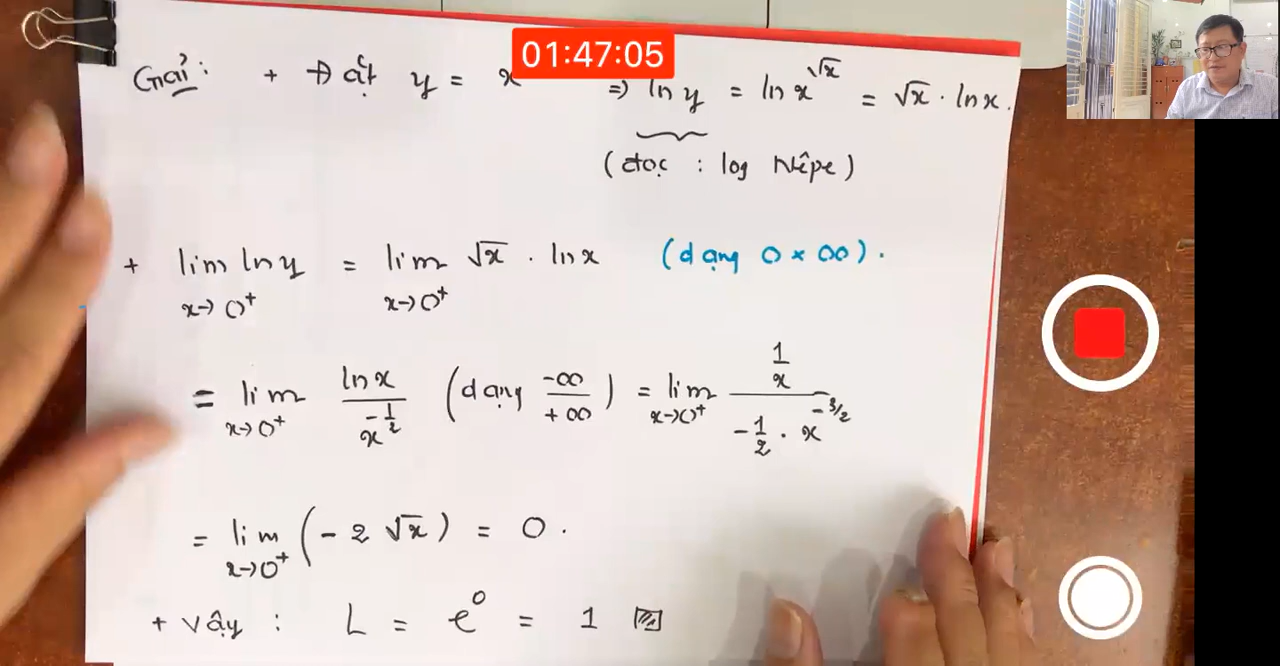 01:47:05
Giải: + Đặt y = x ⇒ ln y = ln x^√x = √x · ln x.
(đọc : log Nêpe)
+ lim_{x→0⁺} ln y = lim_{x→0⁺} √x · ln x (dạng 0 × ∞).
= lim_{x→0⁺} ln x / x^{-1/2} (dạng -∞/+∞) = lim_{x→0⁺} (1/x) / (-1/2 · x^{-3/2})
= lim_{x→0⁺} (-2√x) = 0.
+ Vậy : L = e⁰ = 1